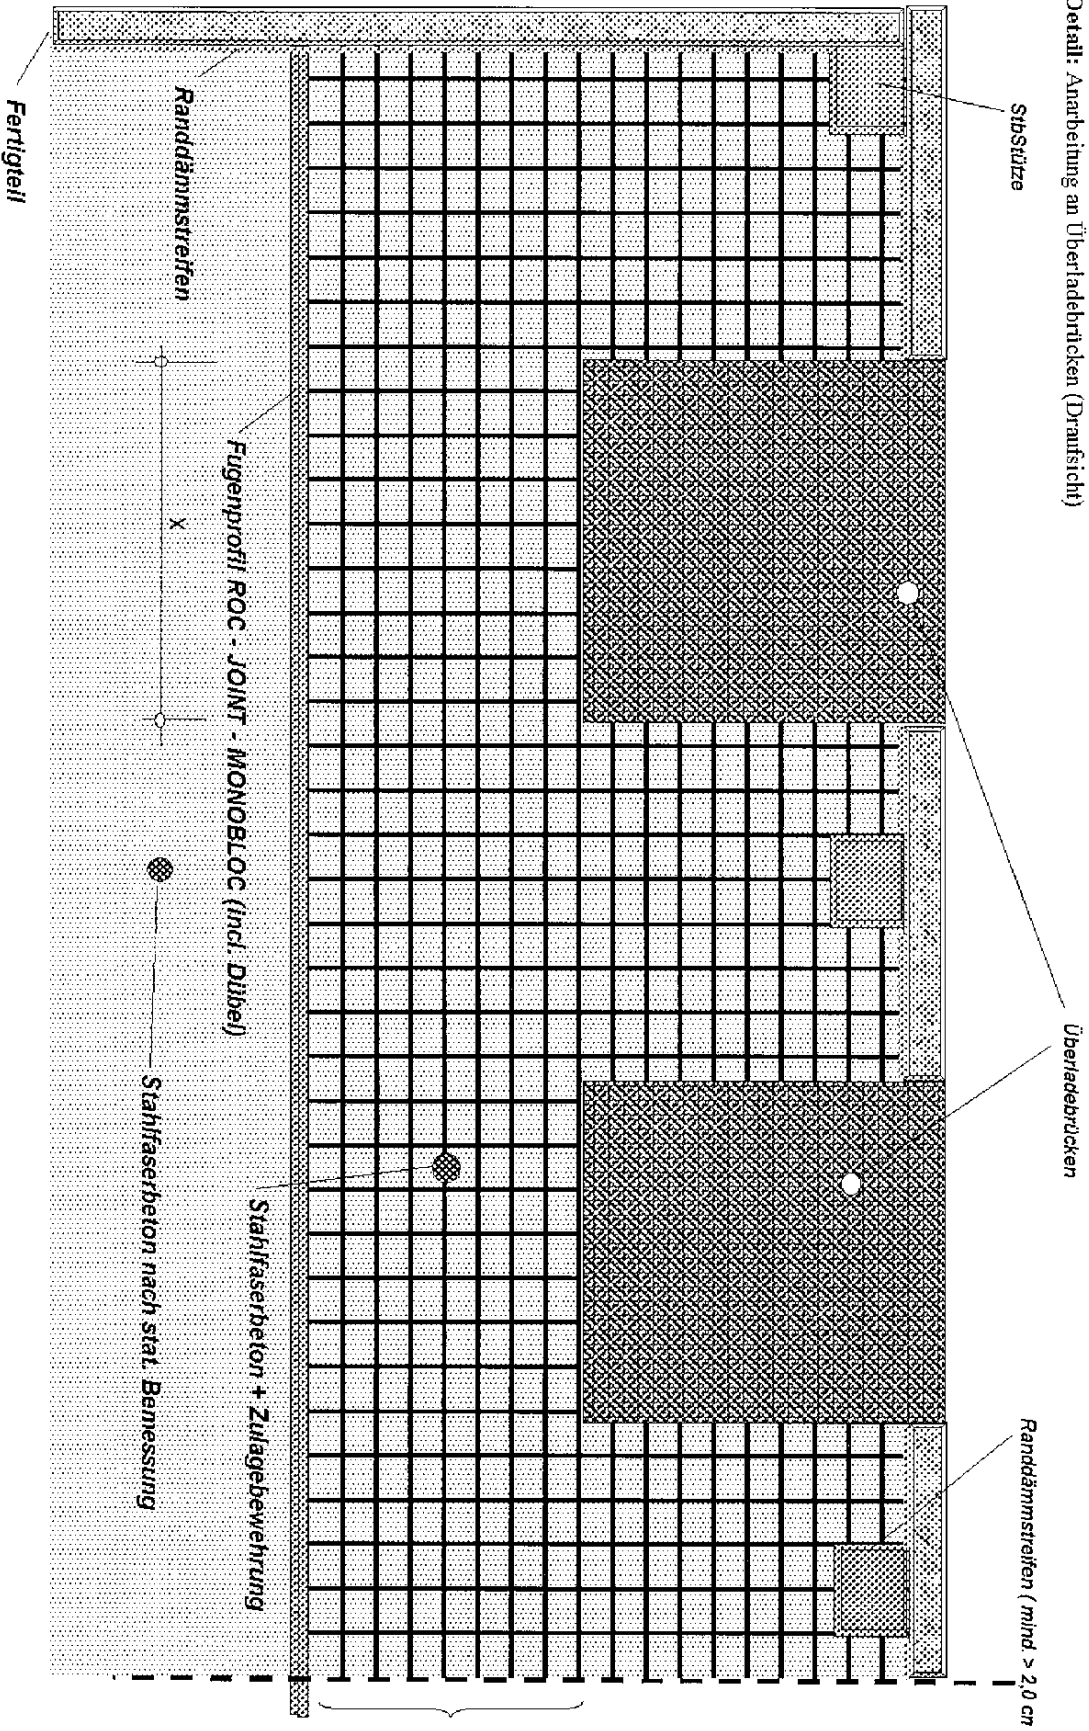 Detail: Anarbeitung an Überladebrücken (Draufsicht)
StbStütze
Überladebrücken
Randdämmstreifen ( mind. > 2,0 cm
Stahlfaserbeton + Zulagebewehrung
Fugenprofil ROC - JOINT - MONOBLOC (incl. Dübel)
Randdämmstreifen
x
Stahlfaserbeton nach stat. Bemessung
Fertigteil